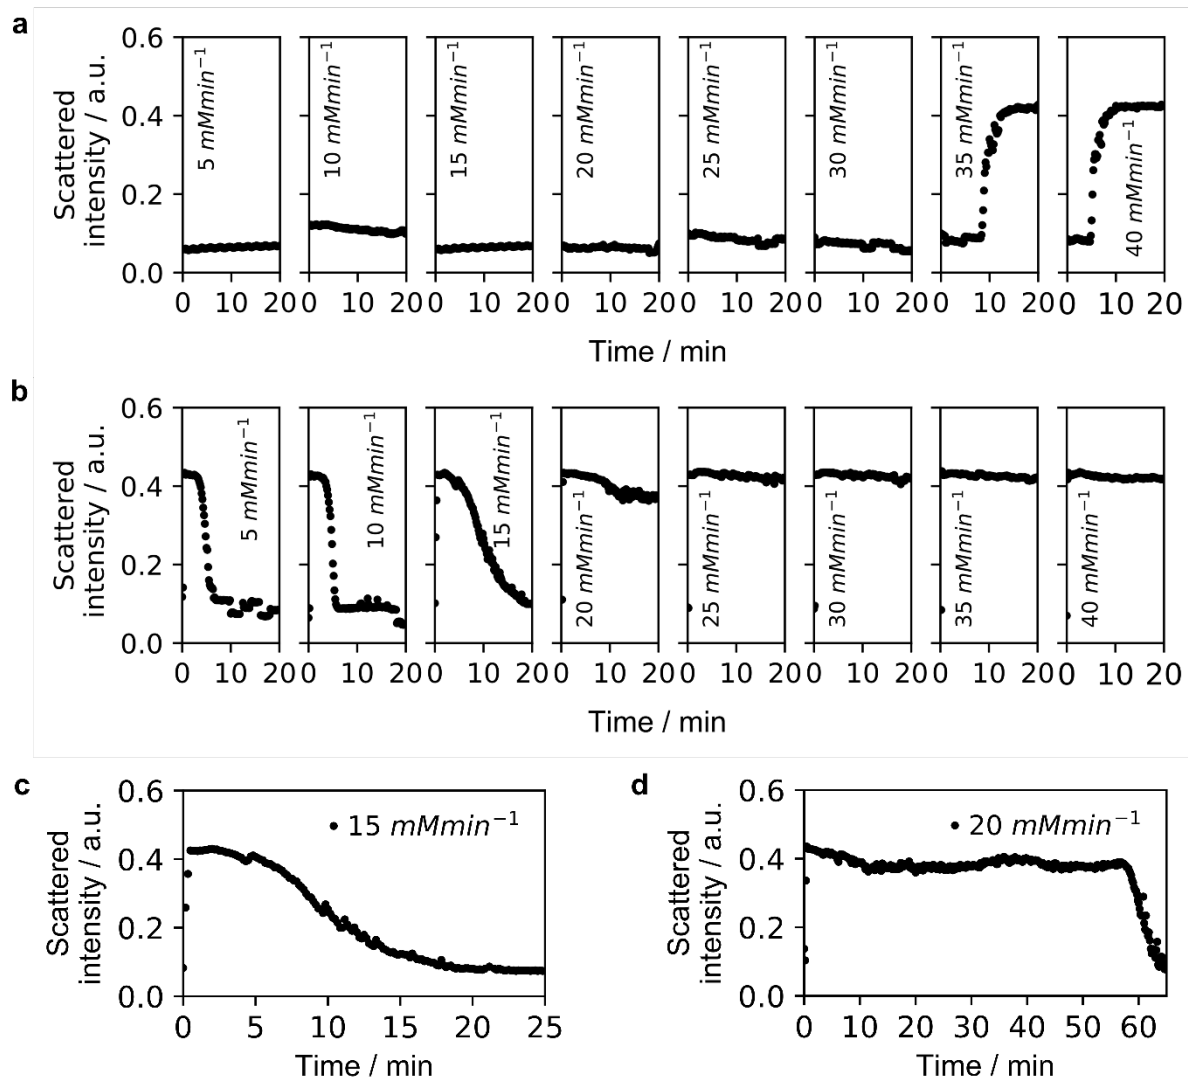 a
Scattered
intensity / a.u.
0.6
0.4
0.2
0.0
5 mMmin⁻¹
10 mMmin⁻¹
15 mMmin⁻¹
20 mMmin⁻¹
25 mMmin⁻¹
30 mMmin⁻¹
35 mMmin⁻¹
40 mMmin⁻¹
0 10 20 0 10 20 0 10 20 0 10 20 0 10 20 0 10 20 0 10 20 0 10 20
Time / min
b
Scattered
intensity / a.u.
0.6
0.4
0.2
0.0
5 mMmin⁻¹
10 mMmin⁻¹
15 mMmin⁻¹
20 mMmin⁻¹
25 mMmin⁻¹
30 mMmin⁻¹
35 mMmin⁻¹
40 mMmin⁻¹
0 10 20 0 10 20 0 10 20 0 10 20 0 10 20 0 10 20 0 10 20 0 10 20
Time / min
c
Scattered
intensity / a.u.
0.6
0.4
0.2
0.0
15 mMmin⁻¹
0 5 10 15 20 25
Time / min
d
Scattered
intensity / a.u.
0.6
0.4
0.2
0.0
20 mMmin⁻¹
0 10 20 30 40 50 60
Time / min